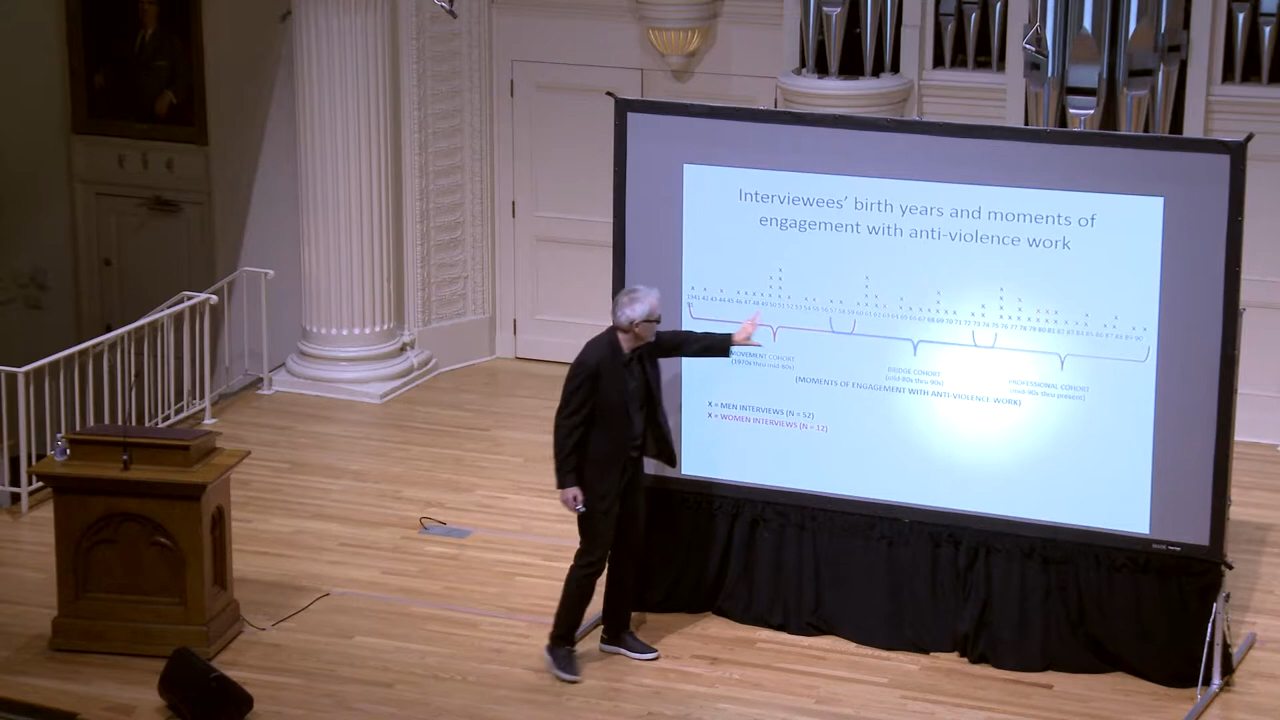 Interviewees' birth years and moments of
engagement with anti-violence work
MOVEMENT COHORT
(1970s thru mid-80s)
BRIDGE COHORT
(mid-80s thru 90s)
PROFESSIONAL COHORT
(mid-90s thru present)
(MOMENTS OF ENGAGEMENT WITH ANTI-VIOLENCE WORK)
X = MEN INTERVIEWS (N = 52)
X = WOMEN INTERVIEWS (N = 12)